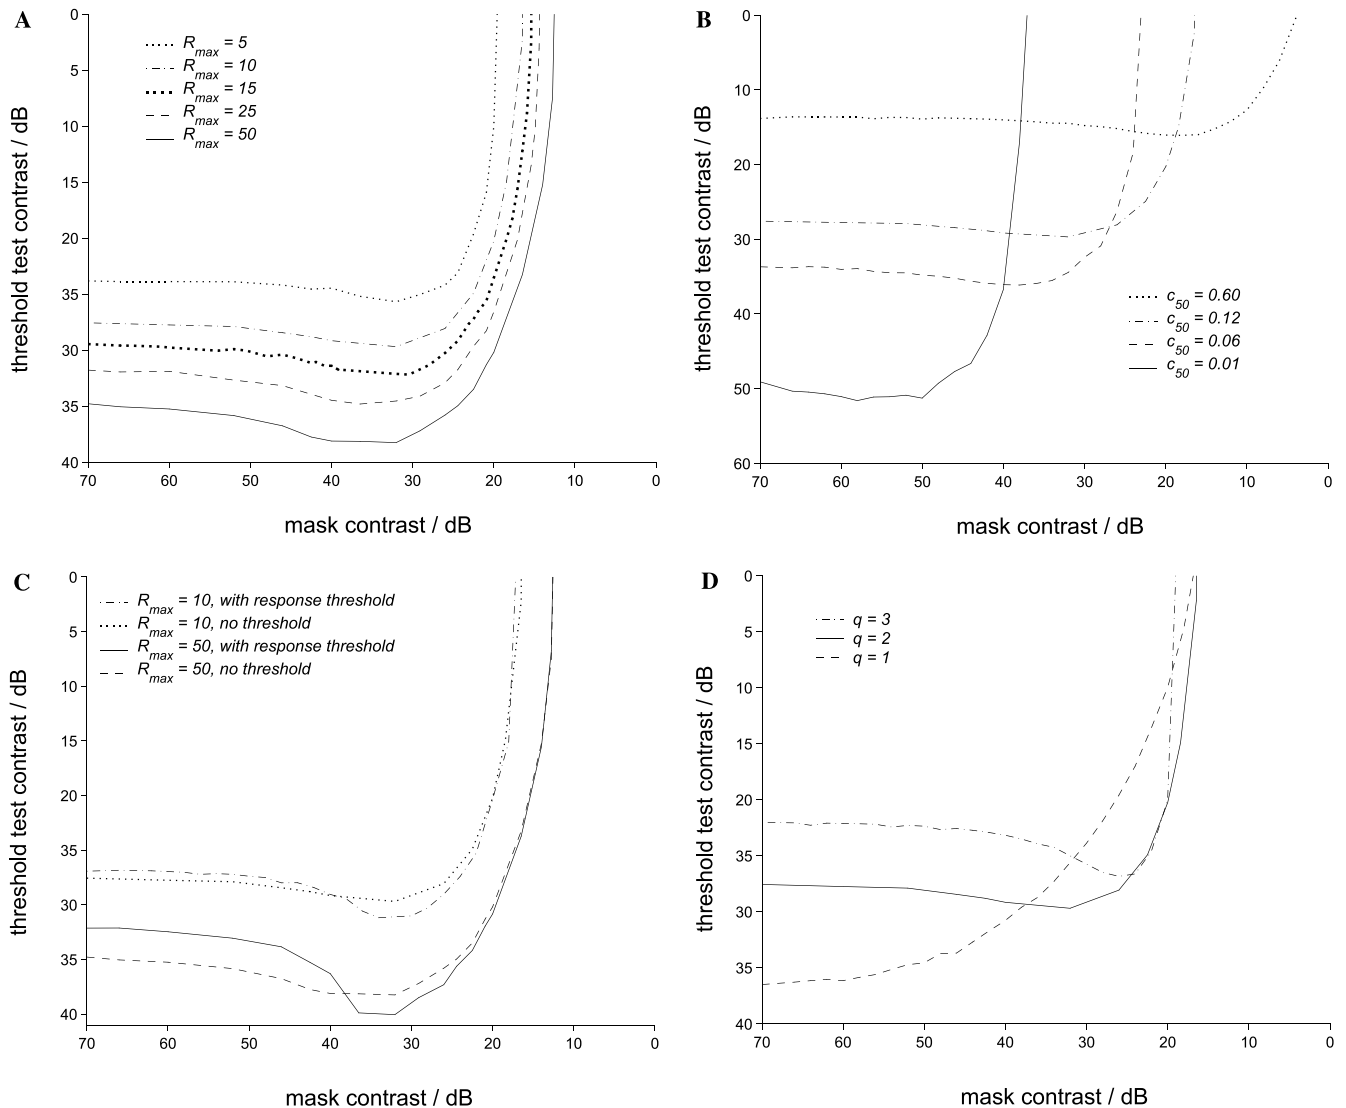 A
0
5
10
15
20
25
30
35
40
threshold test contrast / dB
R_max = 5
R_max = 10
R_max = 15
R_max = 25
R_max = 50
70 60 50 40 30 20 10 0
mask contrast / dB
B
0
10
20
30
40
50
60
threshold test contrast / dB
c_50 = 0.60
c_50 = 0.12
c_50 = 0.06
c_50 = 0.01
70 60 50 40 30 20 10 0
mask contrast / dB
C
0
5
10
15
20
25
30
35
40
threshold test contrast / dB
R_max = 10, with response threshold
R_max = 10, no threshold
R_max = 50, with response threshold
R_max = 50, no threshold
70 60 50 40 30 20 10 0
mask contrast / dB
D
0
5
10
15
20
25
30
35
40
threshold test contrast / dB
q = 3
q = 2
q = 1
70 60 50 40 30 20 10 0
mask contrast / dB